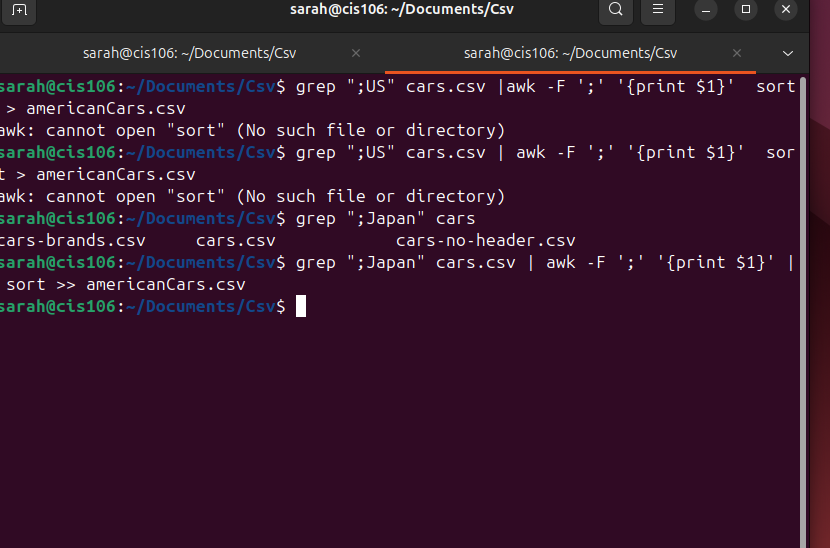 sarah@cis106: ~/Documents/Csv
sarah@cis106: ~/Documents/Csv
sarah@cis106: ~/Documents/Csv
sarah@cis106:~/Documents/Csv$ grep ";US" cars.csv |awk -F ';' '{print $1}'  sort
 > americanCars.csv
awk: cannot open "sort" (No such file or directory)
sarah@cis106:~/Documents/Csv$ grep ";US" cars.csv | awk -F ';' '{print $1}'  sor
t > americanCars.csv
awk: cannot open "sort" (No such file or directory)
sarah@cis106:~/Documents/Csv$ grep ";Japan" cars
cars-brands.csv     cars.csv            cars-no-header.csv
sarah@cis106:~/Documents/Csv$ grep ";Japan" cars.csv | awk -F ';' '{print $1}' |
 sort >> americanCars.csv
sarah@cis106:~/Documents/Csv$